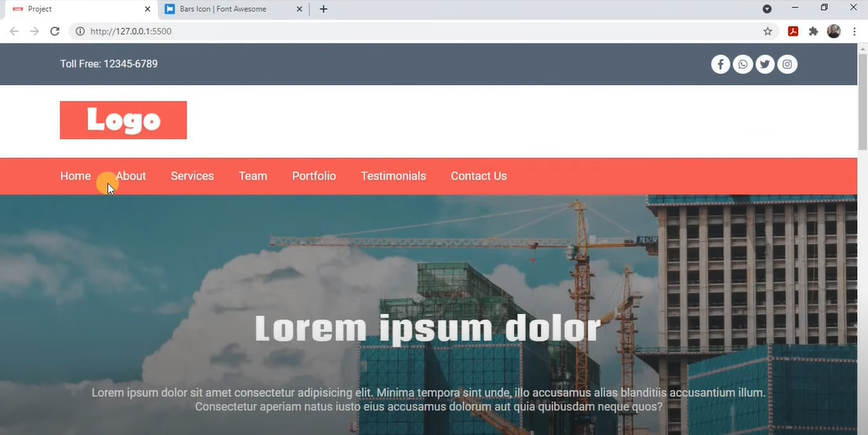 Project
Bars Icon | Font Awesome
http://127.0.0.1:5500
Toll Free: 12345-6789
Logo
Home About Services Team Portfolio Testimonials Contact Us
Lorem ipsum dolor
Lorem ipsum dolor sit amet consectetur adipisicing elit. Minima tempora sint unde, illo accusamus alias blanditiis accusantium illum.
Consectetur aperiam natus iusto eius accusamus dolorum aut quia quibusdam neque quos?